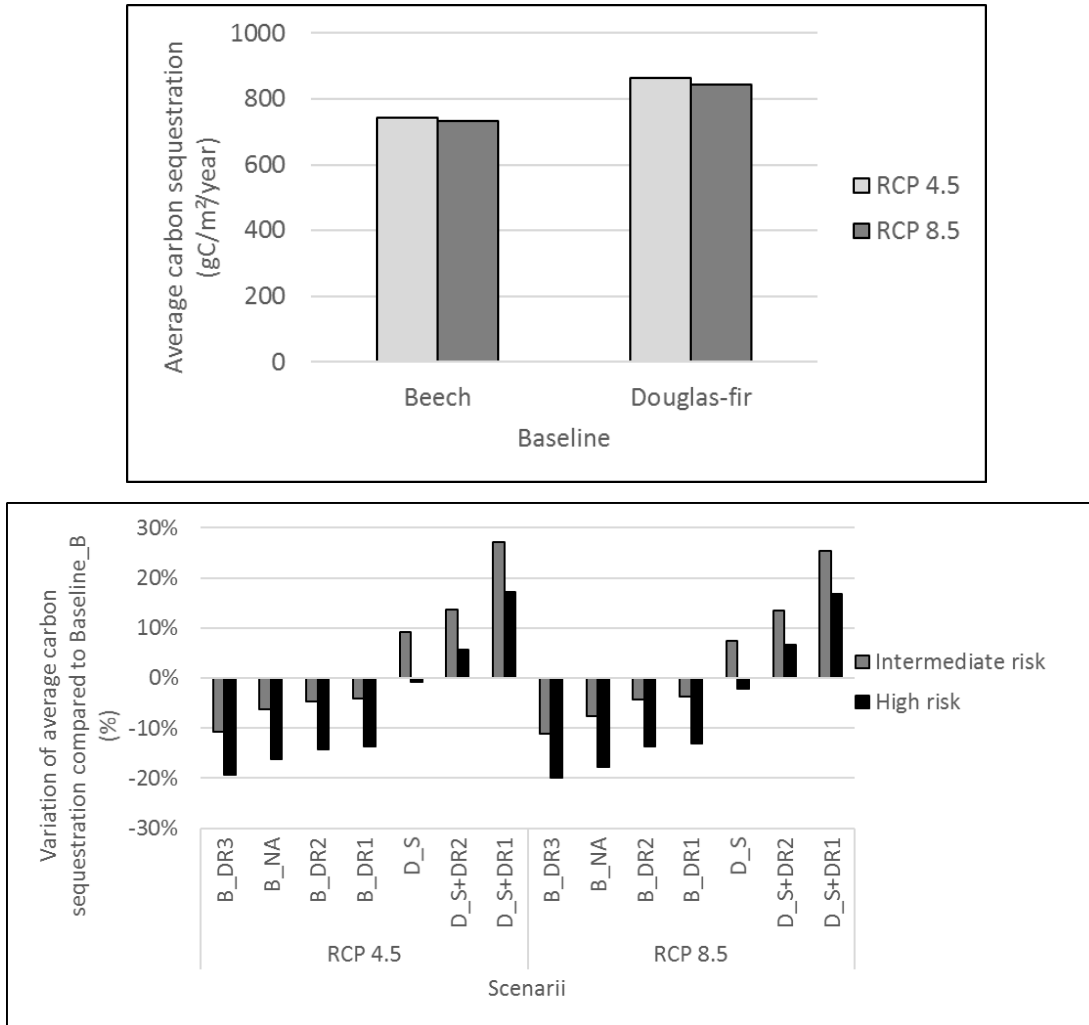 Average carbon sequestration
(gC/m²/year)
1000
800
600
400
200
0
Beech
Douglas-fir
Baseline
RCP 4.5
RCP 8.5
Variation of average carbon
sequestration compared to Baseline_B
(%)
30%
20%
10%
0%
-10%
-20%
-30%
B_DR3
B_NA
B_DR2
B_DR1
D_S
D_S+DR2
D_S+DR1
B_DR3
B_NA
B_DR2
B_DR1
D_S
D_S+DR2
D_S+DR1
RCP 4.5
RCP 8.5
Scenarii
Intermediate risk
High risk